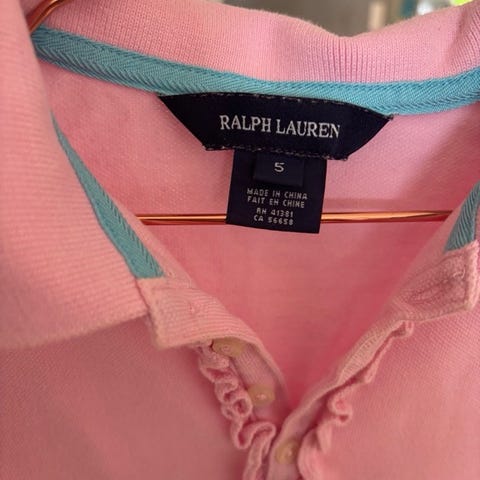 RALPH LAUREN
5
MADE IN CHINA
FAIT EN CHINE
RN 41381
CA 56658